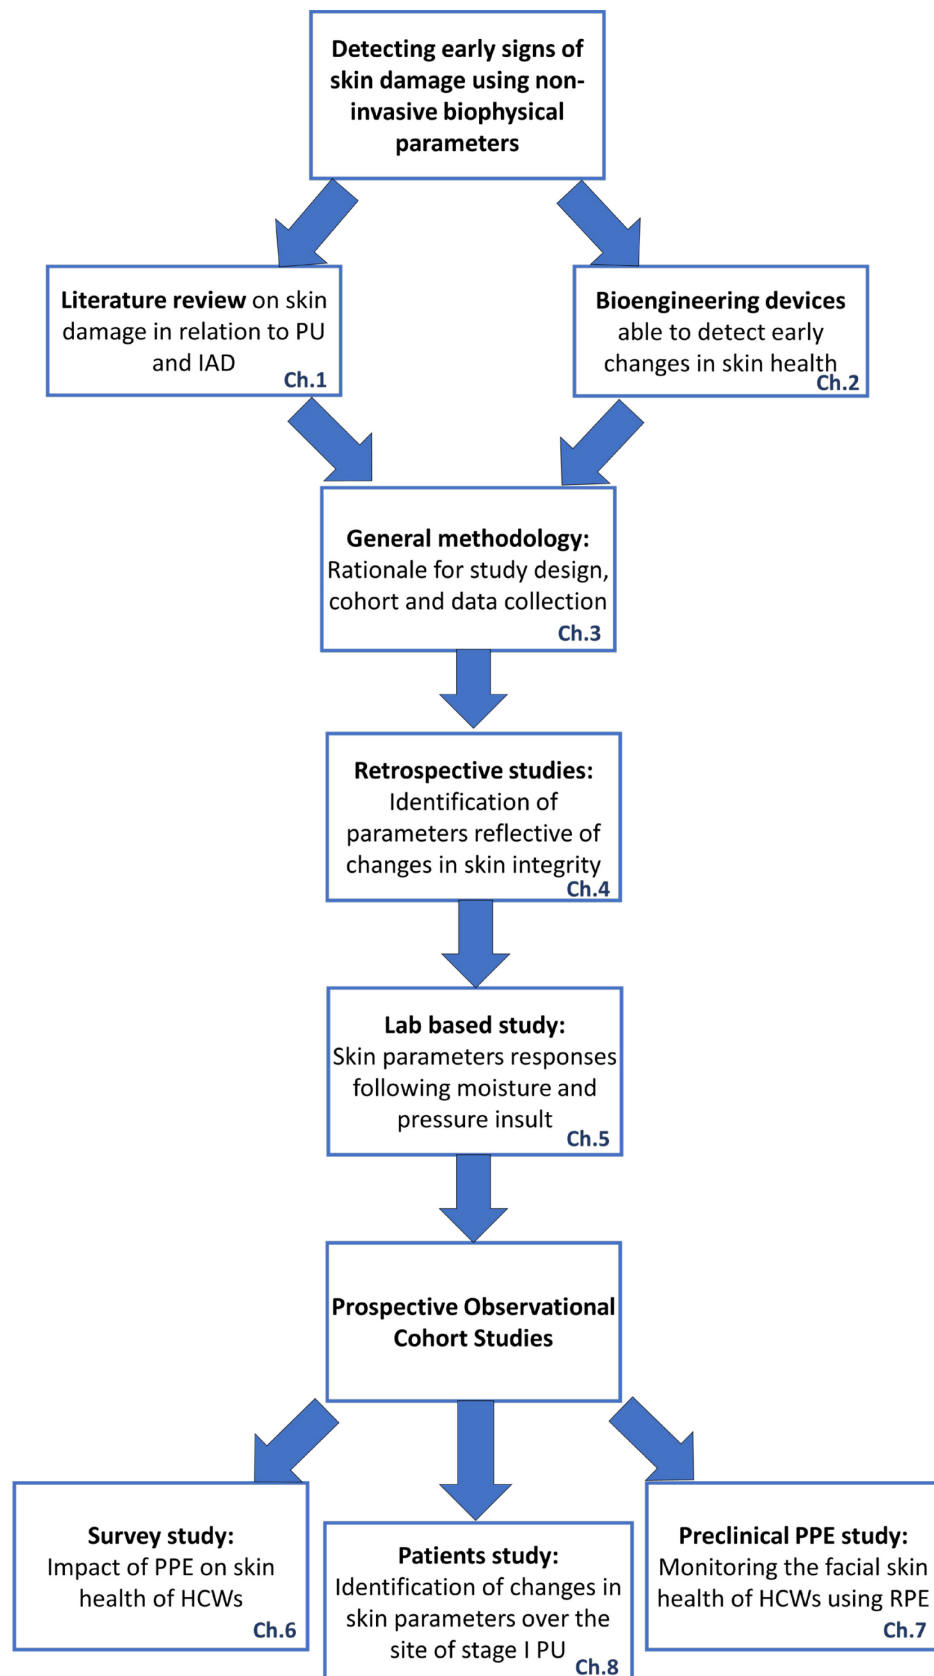 Detecting early signs of
skin damage using non-
invasive biophysical
parameters
Literature review on skin
damage in relation to PU
and IAD
Ch.1
Bioengineering devices
able to detect early
changes in skin health
Ch.2
General methodology:
Rationale for study design,
cohort and data collection
Ch.3
Retrospective studies:
Identification of
parameters reflective of
changes in skin integrity
Ch.4
Lab based study:
Skin parameters responses
following moisture and
pressure insult
Ch.5
Prospective Observational
Cohort Studies
Survey study:
Impact of PPE on skin
health of HCWs
Ch.6
Patients study:
Identification of changes in
skin parameters over the
site of stage I PU
Ch.8
Preclinical PPE study:
Monitoring the facial skin
health of HCWs using RPE
Ch.7